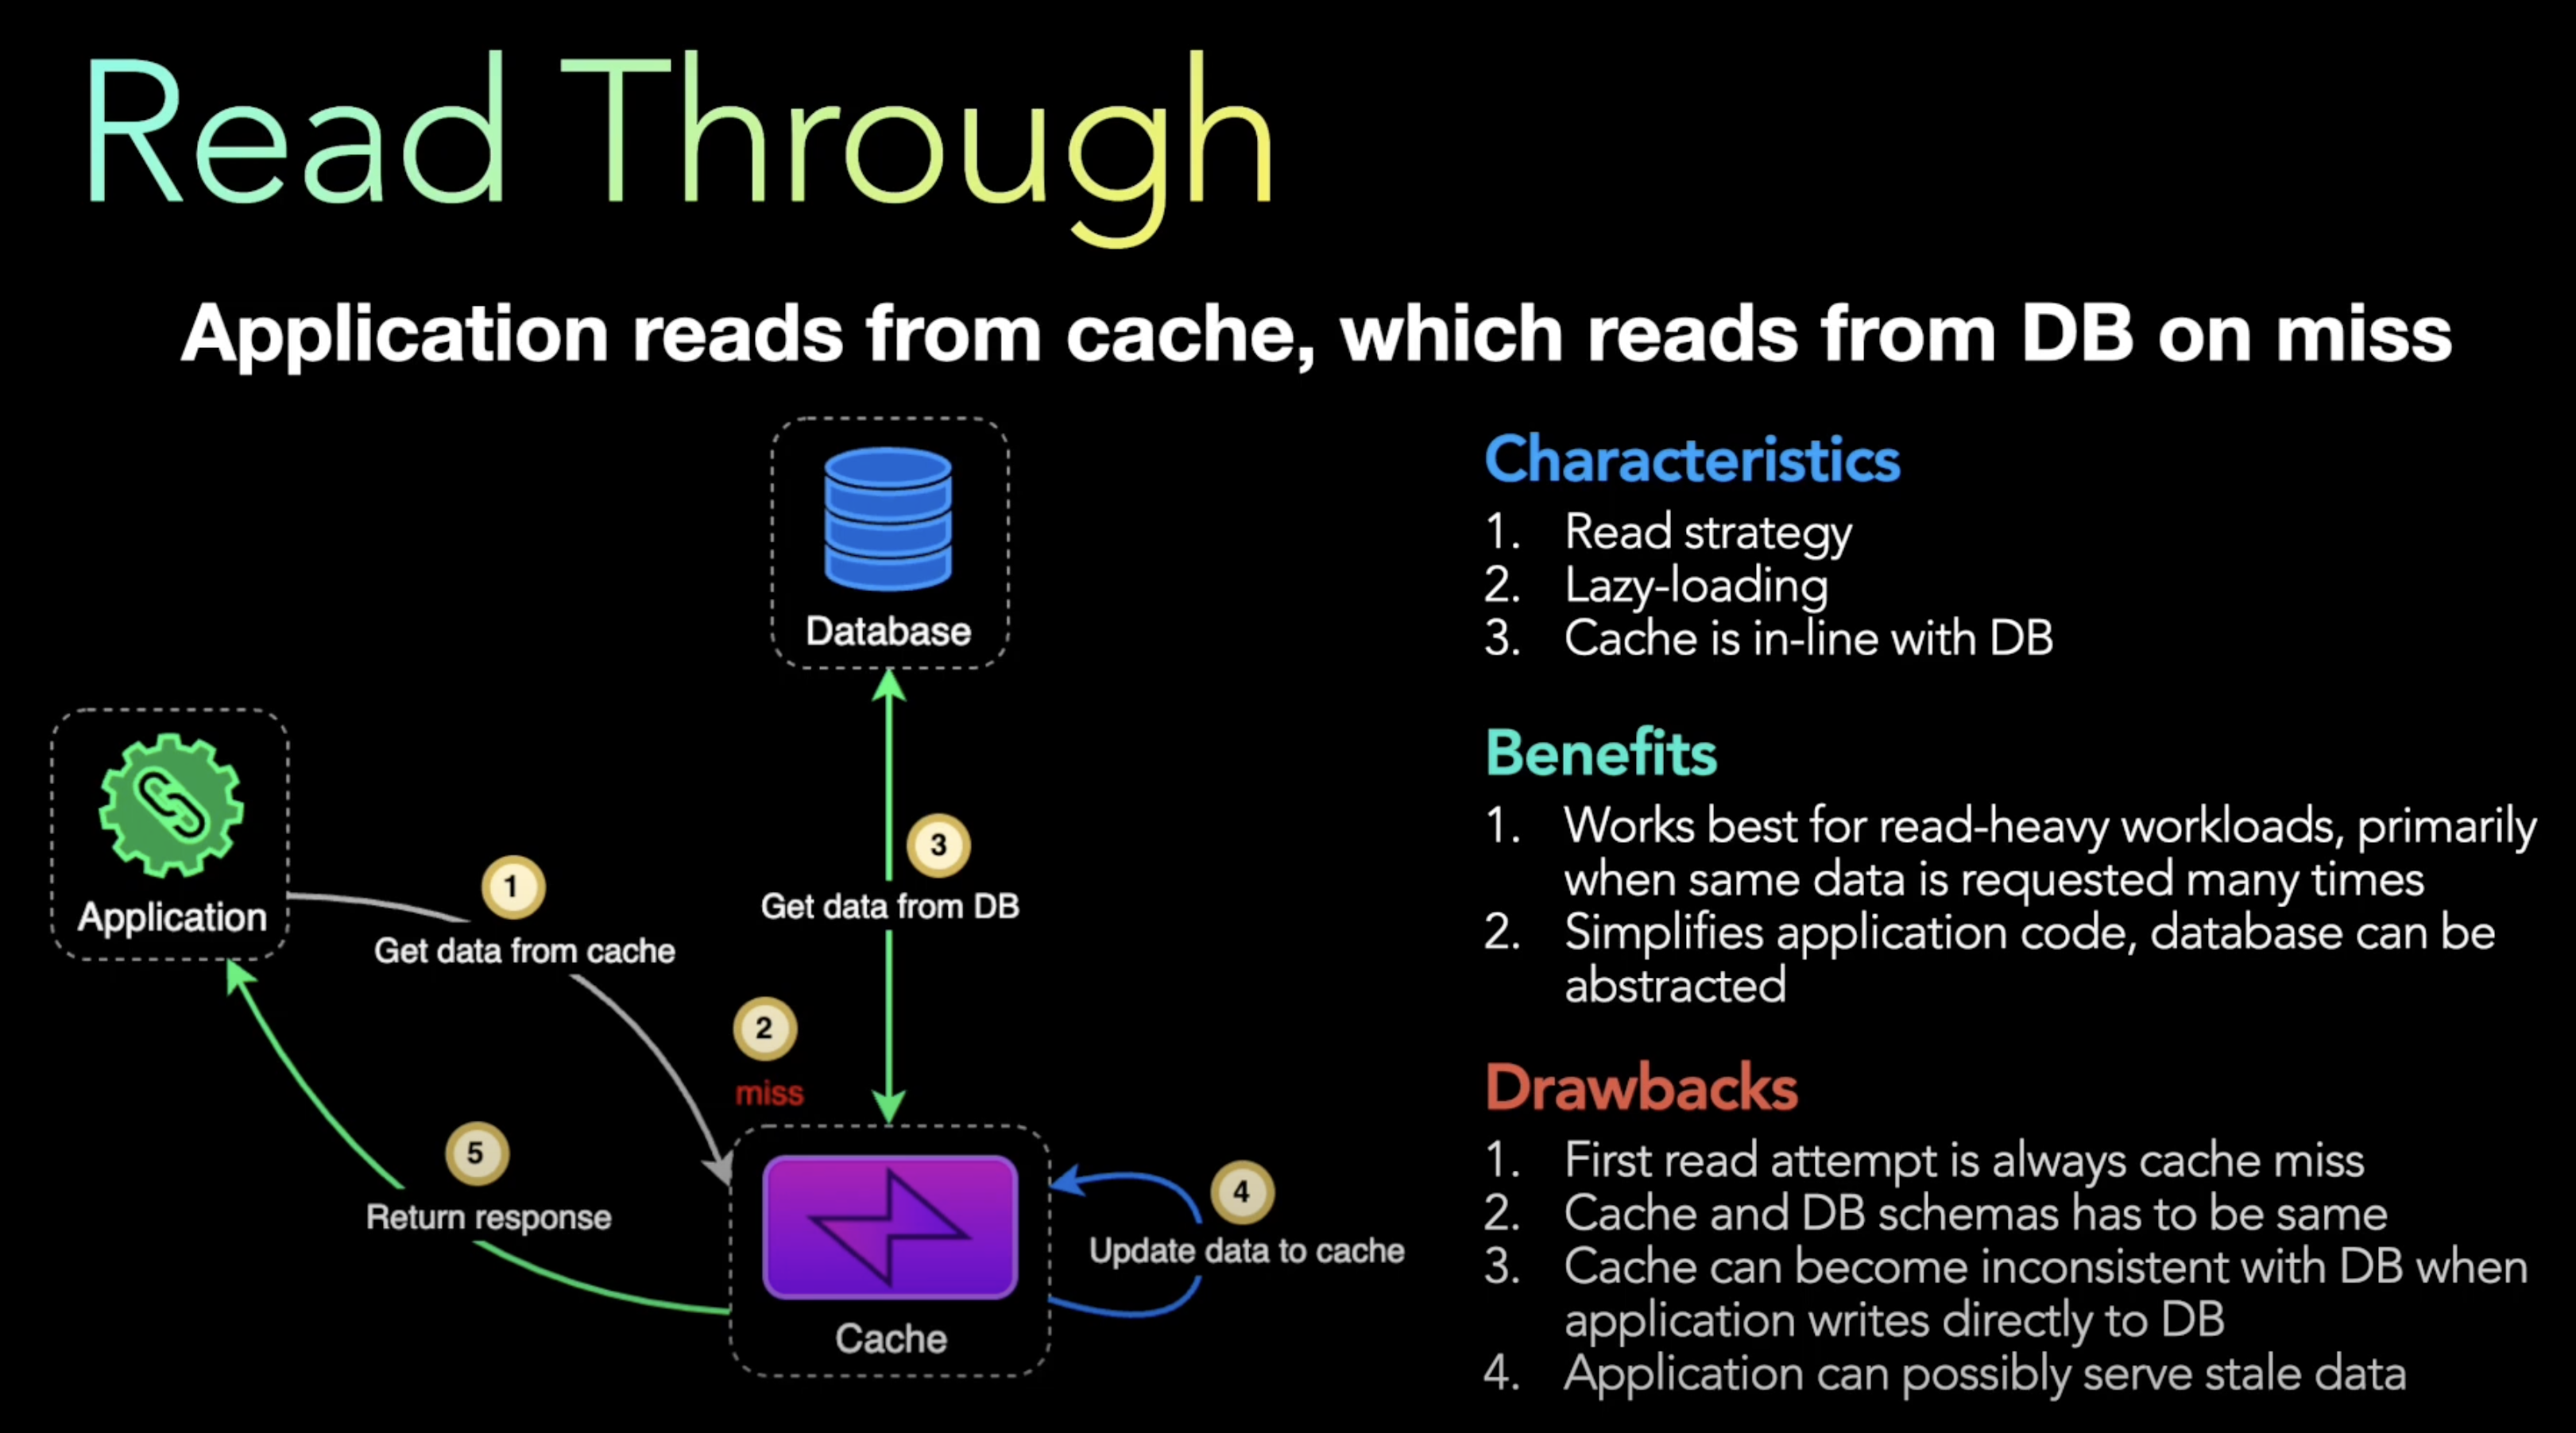 Read Through
Application reads from cache, which reads from DB on miss
Database
Application
1
Get data from cache
2
miss
3
Get data from DB
4
Update data to cache
5
Return response
Cache
Characteristics
1. Read strategy
2. Lazy-loading
3. Cache is in-line with DB
Benefits
1. Works best for read-heavy workloads, primarily
when same data is requested many times
2. Simplifies application code, database can be
abstracted
Drawbacks
1. First read attempt is always cache miss
2. Cache and DB schemas has to be same
3. Cache can become inconsistent with DB when
application writes directly to DB
4. Application can possibly serve stale data